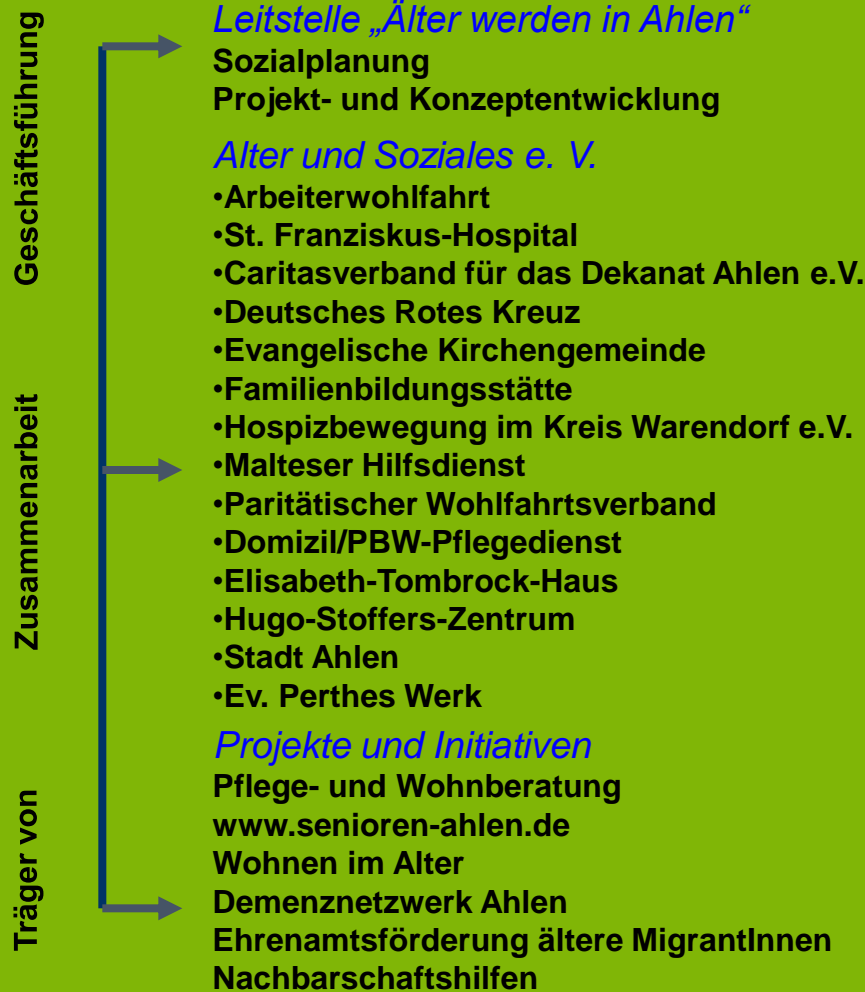 Geschäftsführung
Leitstelle „Älter werden in Ahlen“
Sozialplanung
Projekt- und Konzeptentwicklung
Zusammenarbeit
Alter und Soziales e. V.
•Arbeiterwohlfahrt
•St. Franziskus-Hospital
•Caritasverband für das Dekanat Ahlen e.V.
•Deutsches Rotes Kreuz
•Evangelische Kirchengemeinde
•Familienbildungsstätte
•Hospizbewegung im Kreis Warendorf e.V.
•Malteser Hilfsdienst
•Paritätischer Wohlfahrtsverband
•Domizil/PBW-Pflegedienst
•Elisabeth-Tombrock-Haus
•Hugo-Stoffers-Zentrum
•Stadt Ahlen
•Ev. Perthes Werk
Träger von
Projekte und Initiativen
Pflege- und Wohnberatung
www.senioren-ahlen.de
Wohnen im Alter
Demenznetzwerk Ahlen
Ehrenamtsförderung ältere MigrantInnen
Nachbarschaftshilfen